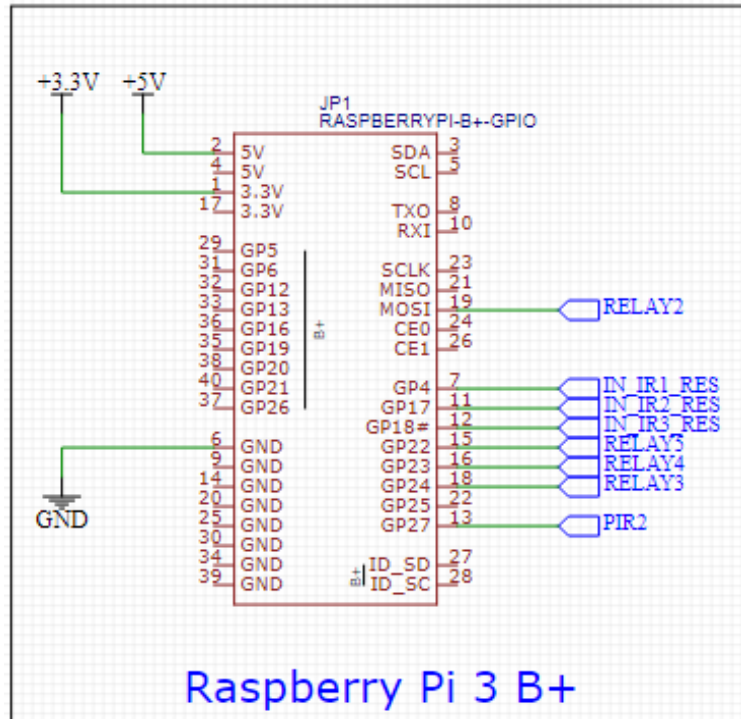 +3.3V +5V
JP1
RASPBERRYPI-B+-GPIO
2 5V SDA 3
4 5V SCL 5
1 3.3V
17 3.3V TXO 8
RXI 10
29 GP5
31 GP6 SCLK 23
32 GP12 MISO 21
33 GP13 MOSI 19 RELAY2
36 GP16 CE0 24
35 GP19 CE1 26
38 GP20
40 GP21 GP4 7 IN_IR1_RES
37 GP26 GP17 11 IN_IR2_RES
B+
GP18# 12 IN_IR3_RES
6 GND GP22 15 RELAY5
9 GND GP23 16 RELAY4
14 GND GP24 18 RELAY3
20 GND GP25 22
25 GND GP27 13 PIR2
GND
30 GND
34 GND ID_SD 27
39 GND ID_SC 28
B+
Raspberry Pi 3 B+